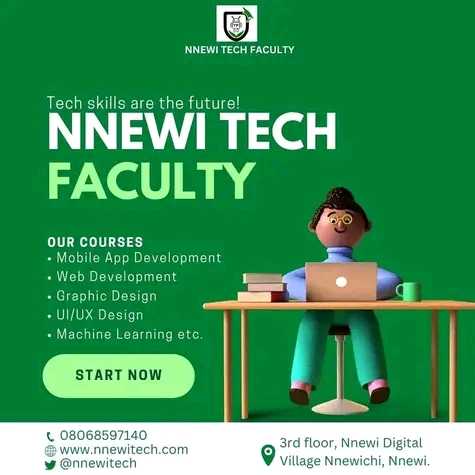 NNEWI TECH FACULTY
Tech skills are the future!
NNEWI TECH
FACULTY
OUR COURSES
• Mobile App Development
• Web Development
• Graphic Design
• UI/UX Design
• Machine Learning etc.
START NOW
08068597140
www.nnewitech.com
@nnewitech
3rd floor, Nnewi Digital
Village Nnewichi, Nnewi.